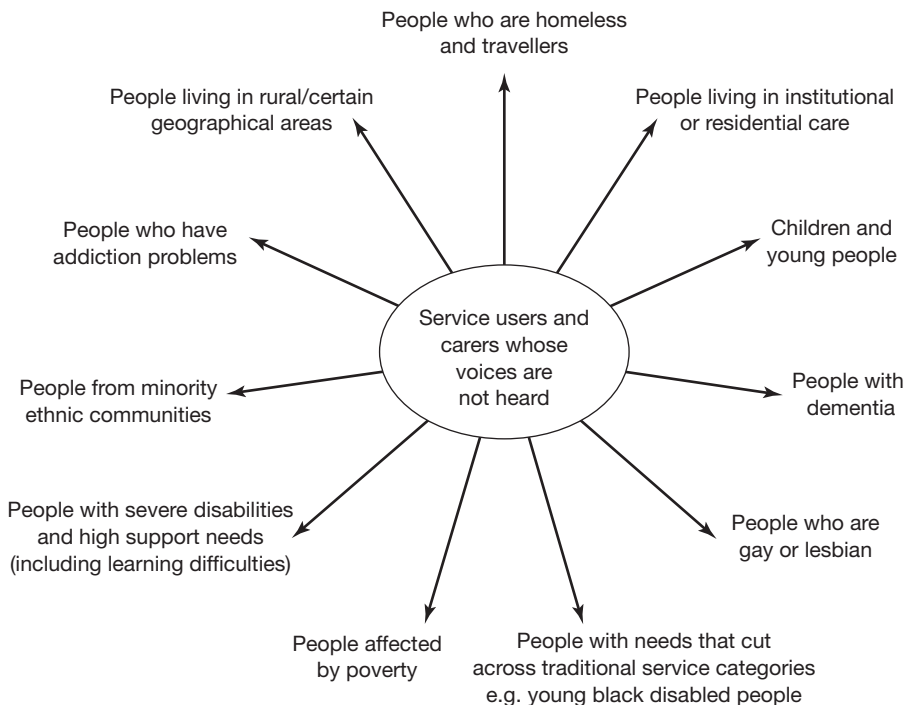 People who are homeless
and travellers
People living in rural/certain
geographical areas
People living in institutional
or residential care
People who have
addiction problems
Children and
young people
Service users and
carers whose
voices are
not heard
People from minority
ethnic communities
People with
dementia
People with severe disabilities
and high support needs
(including learning difficulties)
People who are
gay or lesbian
People affected
by poverty
People with needs that cut
across traditional service categories
e.g. young black disabled people